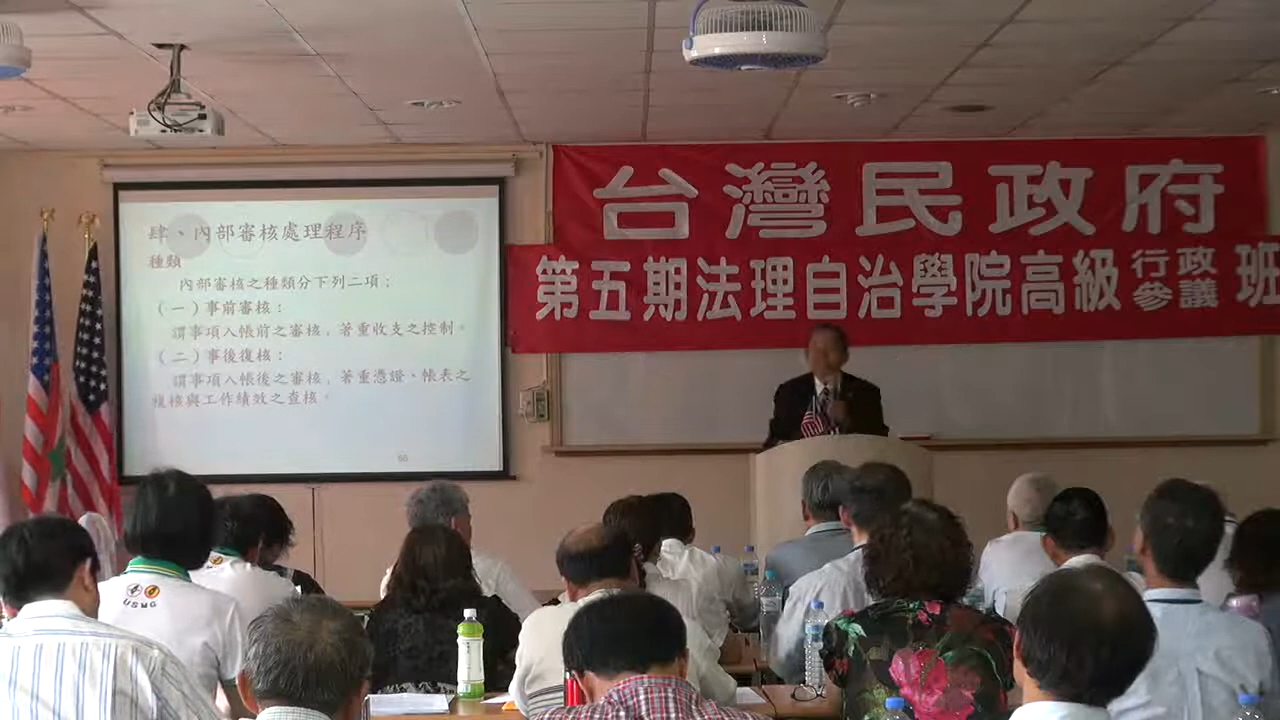 台灣民政府
第五期法理自治學院高級行政參議班
肆、內部審核處理程序
種類
內部審核之種類分下列二項：
（一）事前審核：
謂事項入帳前之審核，著重收支之控制。
（二）事後復核：
謂事項入帳後之審核，著重憑證、帳表之
復核與工作績效之查核。
USMG